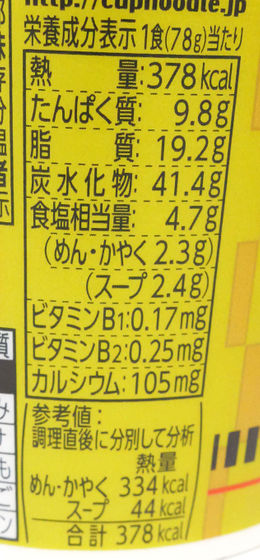 http://cupnoodle.jp
栄養成分表示 1食(78g)当たり
熱量:378kcal
たんぱく質: 9.8g
脂質: 19.2g
炭水化物: 41.4g
食塩相当量: 4.7g
(めん・かやく 2.3g)
(スープ 2.4g)
ビタミンB1:0.17mg
ビタミンB2:0.25mg
カルシウム:105mg
参考値:
調理直後に分別して分析
熱量
めん・かやく 334kcal
スープ 44kcal
合計 378kcal